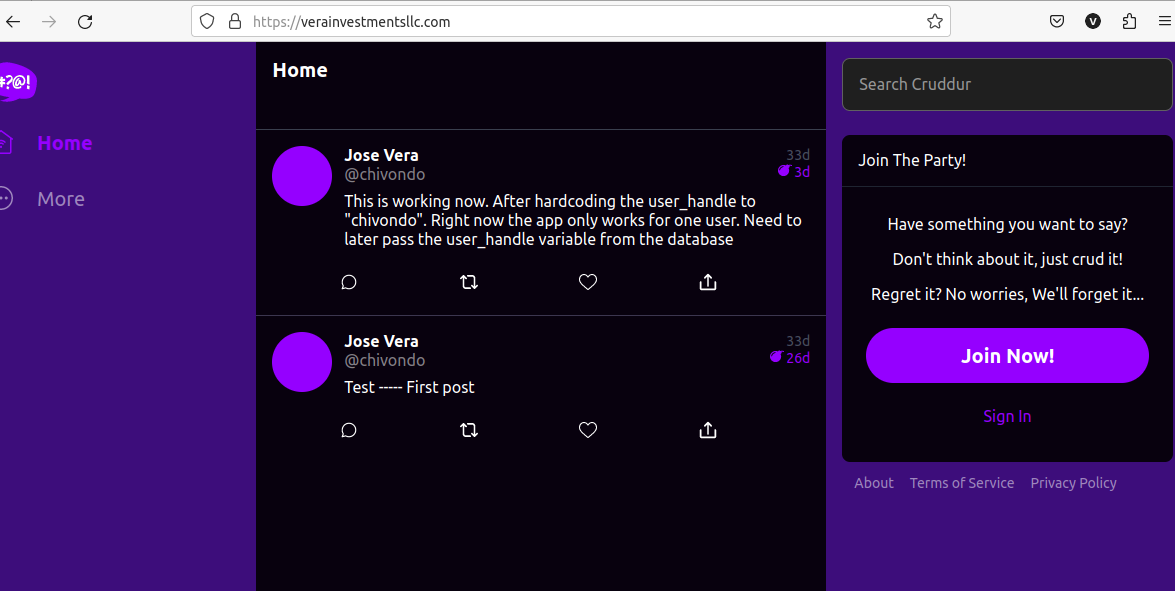 https://verainvestmentsllc.com
V
#?@!
Home
More
Home
Jose Vera
@chivondo
33d
3d
This is working now. After hardcoding the user_handle to
"chivondo". Right now the app only works for one user. Need to
later pass the user_handle variable from the database
Jose Vera
@chivondo
33d
26d
Test ----- First post
Search Cruddur
Join The Party!
Have something you want to say?
Don't think about it, just crud it!
Regret it? No worries, We'll forget it...
Join Now!
Sign In
About Terms of Service Privacy Policy